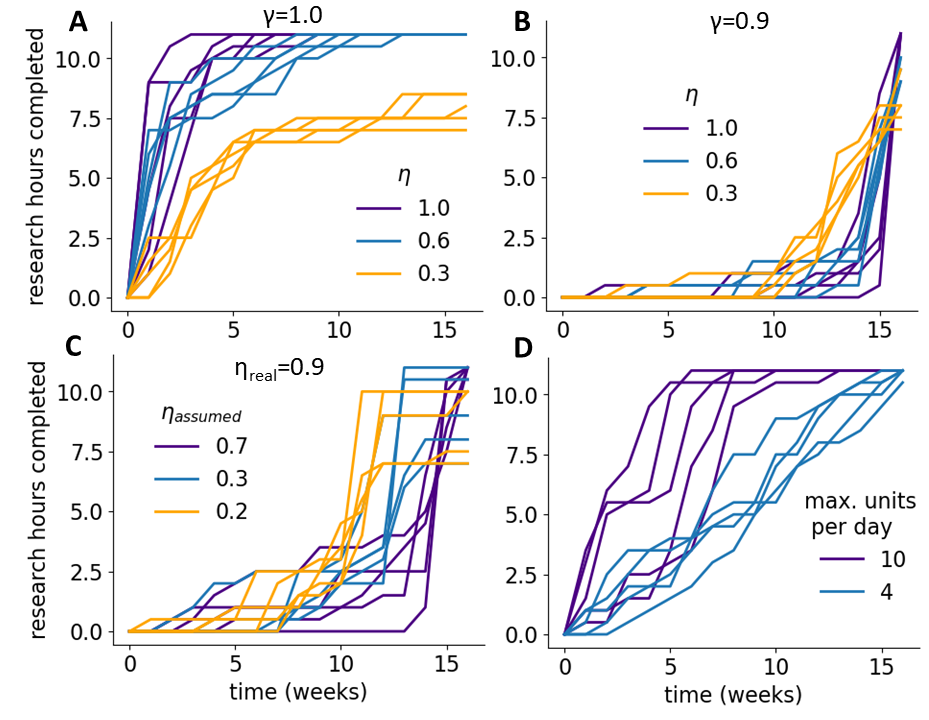 A
γ=1.0
research hours completed
10.0
7.5
5.0
2.5
0.0
0
5
10
15
η
1.0
0.6
0.3
B
γ=0.9
10.0
7.5
5.0
2.5
0.0
0
5
10
15
η
1.0
0.6
0.3
C
ηreal=0.9
research hours completed
10.0
7.5
5.0
2.5
0.0
0
5
10
15
time (weeks)
ηassumed
0.7
0.3
0.2
D
10.0
7.5
5.0
2.5
0.0
0
5
10
15
time (weeks)
max. units
per day
10
4